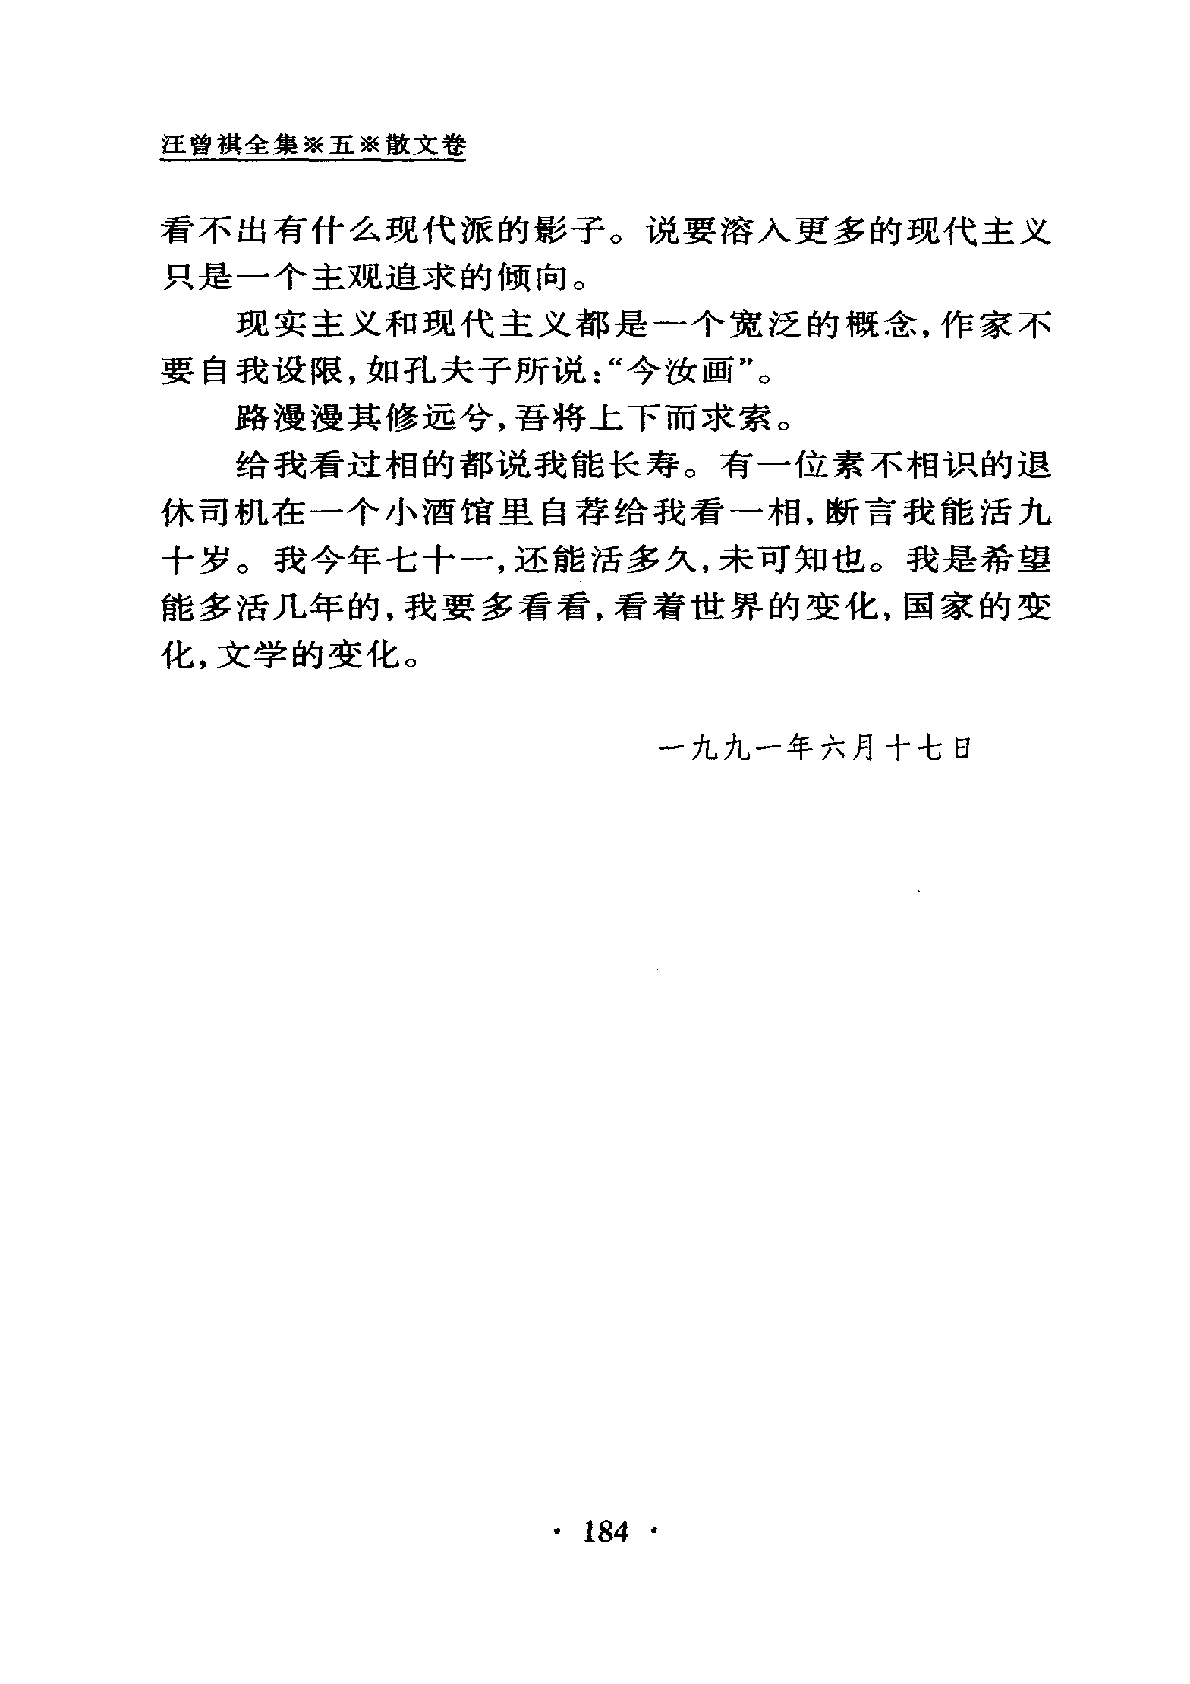 汪曾祺全集※五※散文卷
看不出有什么现代派的影子。说要溶入更多的现代主义
只是一个主观追求的倾向。
现实主义和现代主义都是一个宽泛的概念,作家不
要自我设限,如孔夫子所说:“今汝画”。
路漫漫其修远兮,吾将上下而求索。
给我看过相的都说我能长寿。有一位素不相识的退
休司机在一个小酒馆里自荐给我看一相,断言我能活九
十岁。我今年七十一,还能活多久,未可知也。我是希望
能多活几年的,我要多看看,看着世界的变化,国家的变
化,文学的变化。
一九九一年六月十七日
· 184 ·